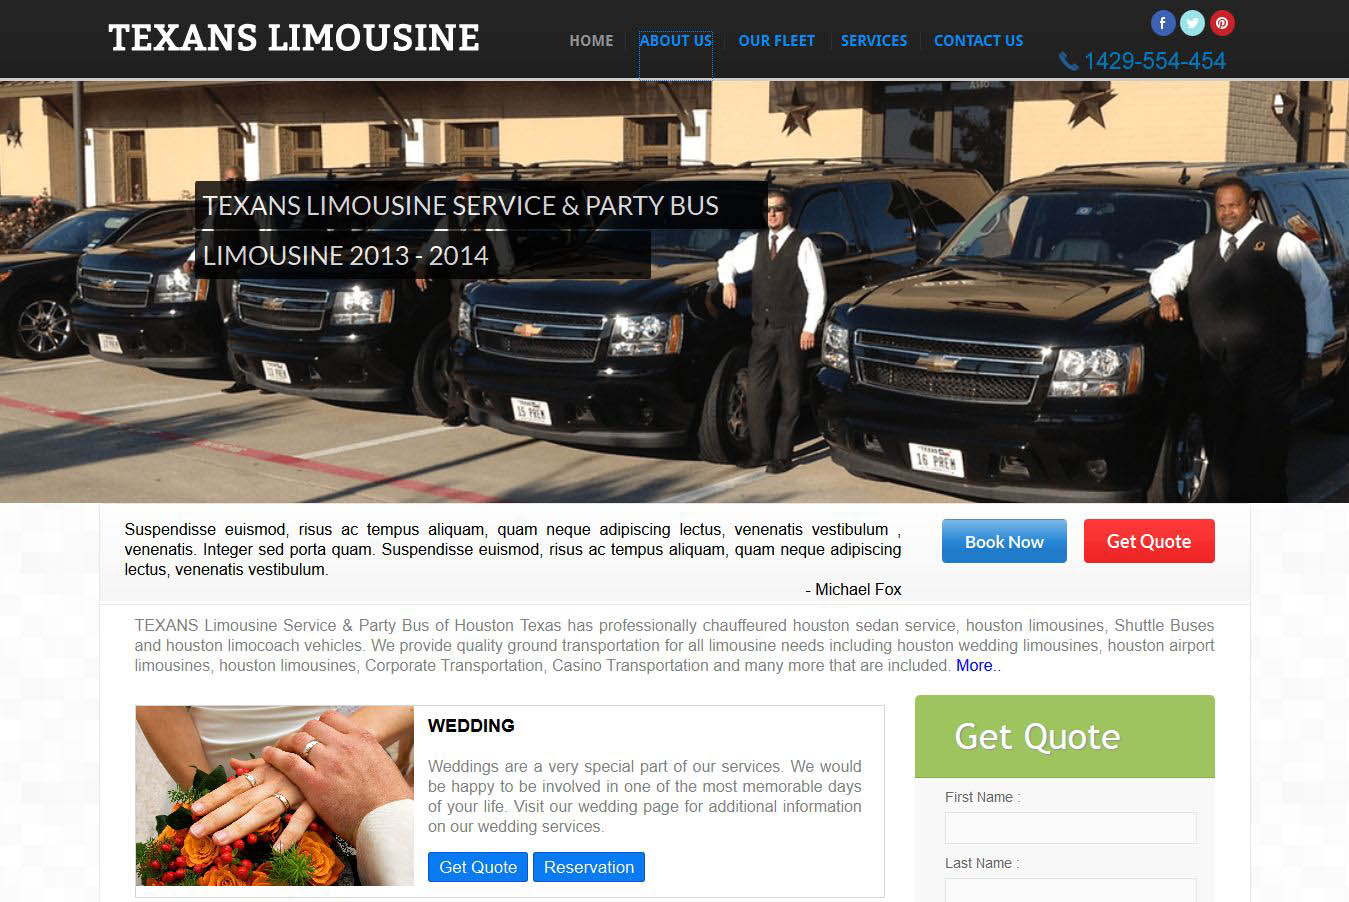 TEXANS LIMOUSINE
HOME ABOUT US OUR FLEET SERVICES CONTACT US
1429-554-454
TEXANS LIMOUSINE SERVICE & PARTY BUS
LIMOUSINE 2013 - 2014
15 PREM
TEXAS
16 PREM
Suspendisse euismod, risus ac tempus aliquam, quam neque adipiscing lectus, venenatis vestibulum ,
venenatis. Integer sed porta quam. Suspendisse euismod, risus ac tempus aliquam, quam neque adipiscing
lectus, venenatis vestibulum.
- Michael Fox
Book Now
Get Quote
TEXANS Limousine Service & Party Bus of Houston Texas has professionally chauffeured houston sedan service, houston limousines, Shuttle Buses
and houston limocoach vehicles. We provide quality ground transportation for all limousine needs including houston wedding limousines, houston airport
limousines, houston limousines, Corporate Transportation, Casino Transportation and many more that are included. More..
WEDDING
Weddings are a very special part of our services. We would
be happy to be involved in one of the most memorable days
of your life. Visit our wedding page for additional information
on our wedding services.
Get Quote
Reservation
Get Quote
First Name :
Last Name :